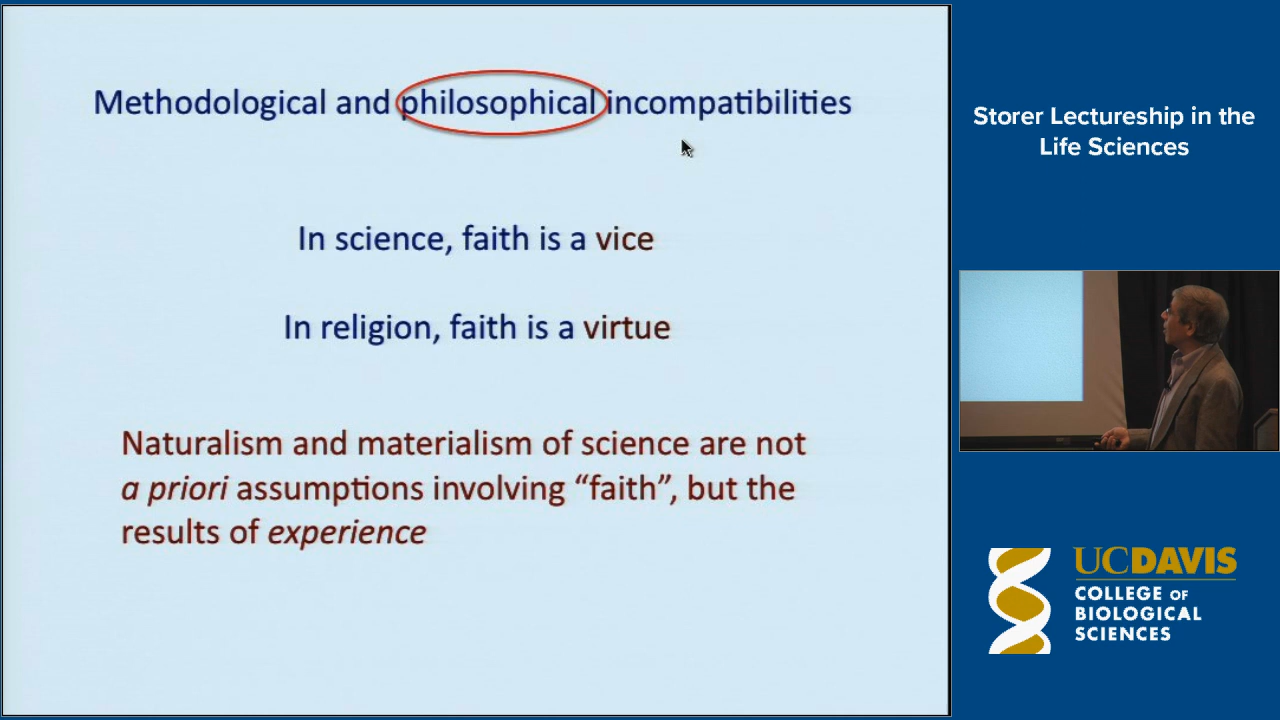 Methodological and philosophical incompatibilities
In science, faith is a vice
In religion, faith is a virtue
Naturalism and materialism of science are not
a priori assumptions involving “faith”, but the
results of experience
Storer Lectureship in the
Life Sciences
UCDAVIS
COLLEGE OF
BIOLOGICAL
SCIENCES